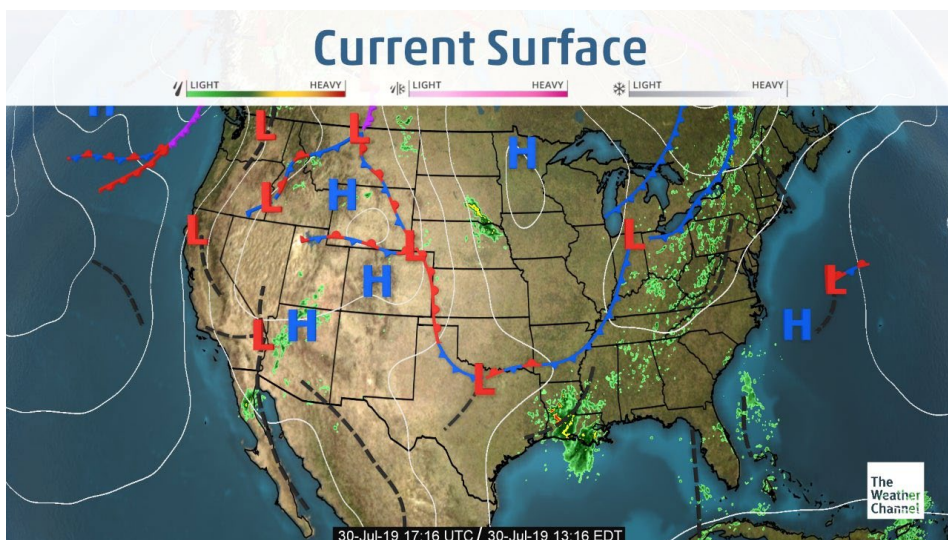 Current Surface
LIGHT HEAVY LIGHT HEAVY LIGHT HEAVY
H
L L
H
H
L
L L
L
H L
H H
L
L
The
Weather
Channel
30-Jul-19 17:16 UTC / 30-Jul-19 13:16 EDT